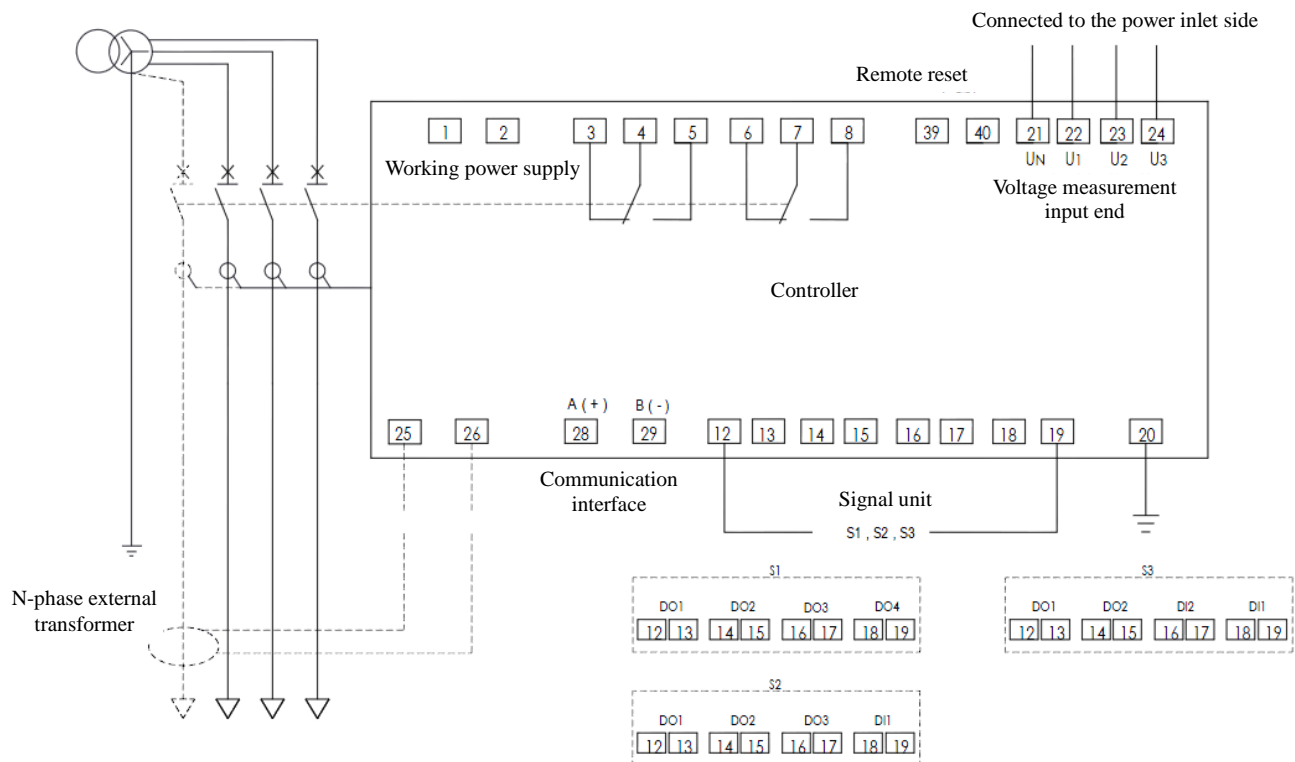 Connected to the power inlet side
Remote reset
1 2 3 4 5 6 7 8 39 40 21 22 23 24
UN U1 U2 U3
Working power supply
Voltage measurement
input end
Controller
A ( + ) B ( - )
25 26 28 29 12 13 14 15 16 17 18 19 20
Communication
interface
Signal unit
S1 , S2 , S3
N-phase external
transformer
S1
DO1 DO2 DO3 DO4
12 13 14 15 16 17 18 19
S3
DO1 DO2 DI2 DI1
12 13 14 15 16 17 18 19
S2
DO1 DO2 DO3 DI1
12 13 14 15 16 17 18 19